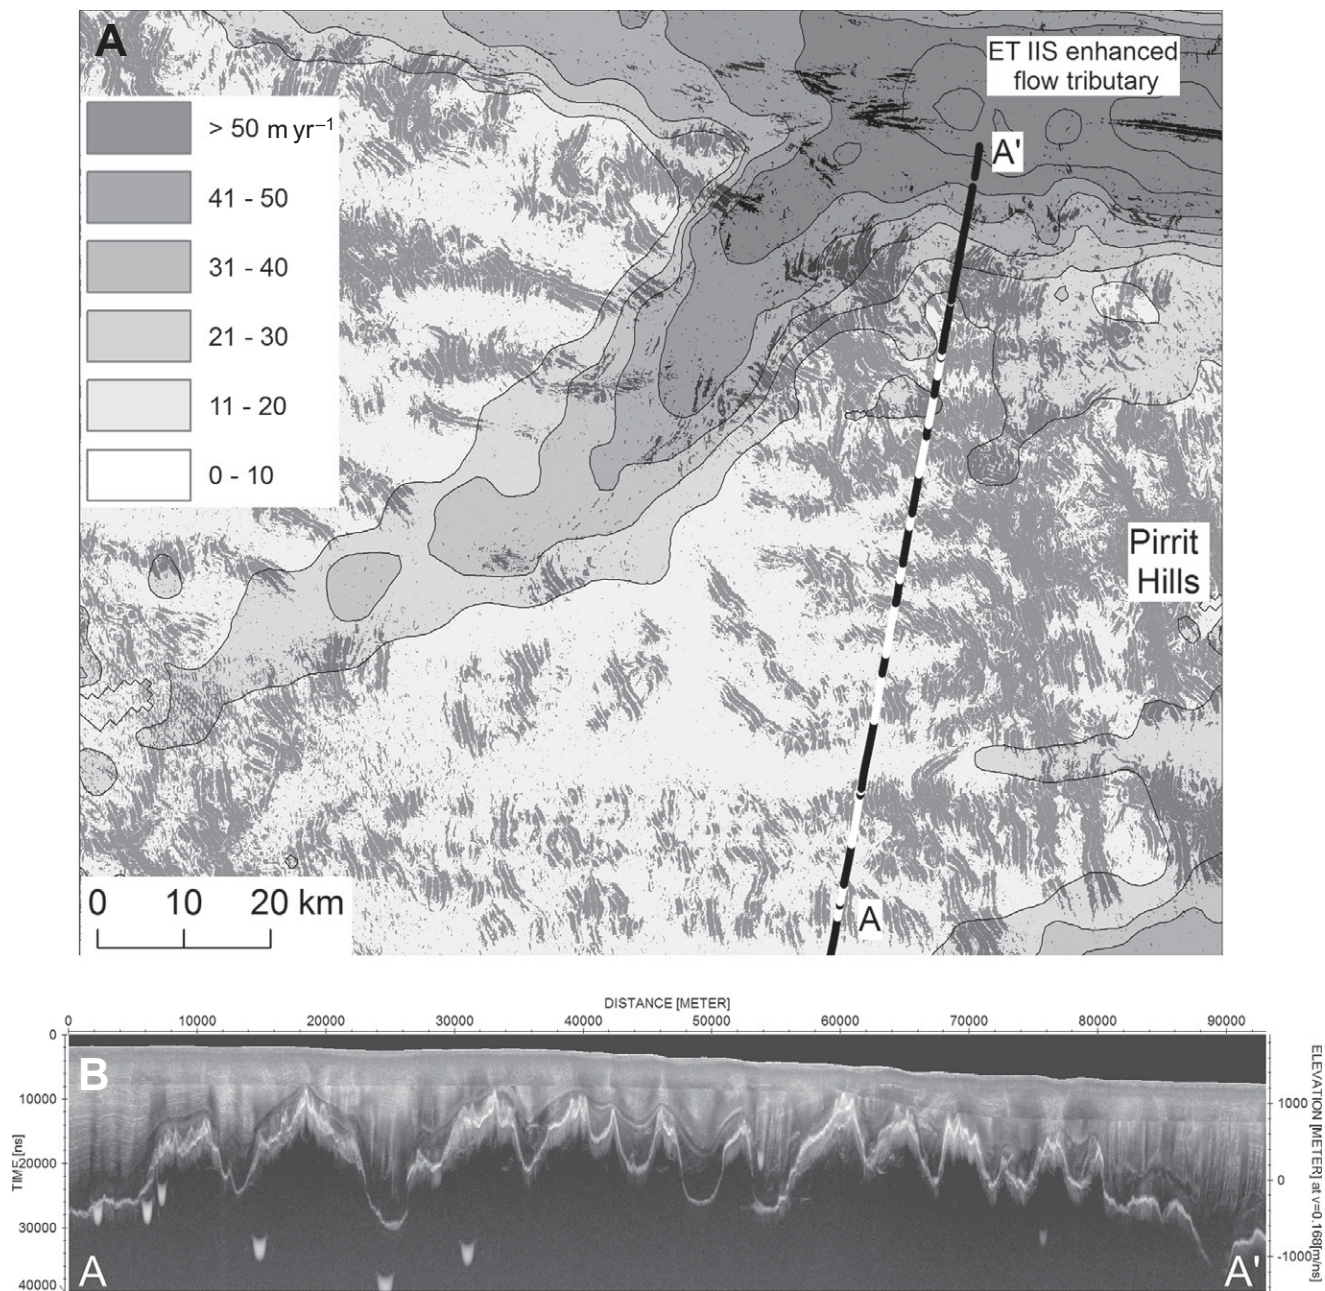 A
ET IIS enhanced
flow tributary
> 50 m yr⁻¹
41 - 50
31 - 40
21 - 30
11 - 20
0 - 10
A'
Pirrit
Hills
0 10 20 km
A
DISTANCE [METER]
0 10000 20000 30000 40000 50000 60000 70000 80000 90000
B
TIME [ns]
0
10000
20000
30000
40000
ELEVATION [METER] at v=0.168[m/ns]
1000
0
-1000
A
A'